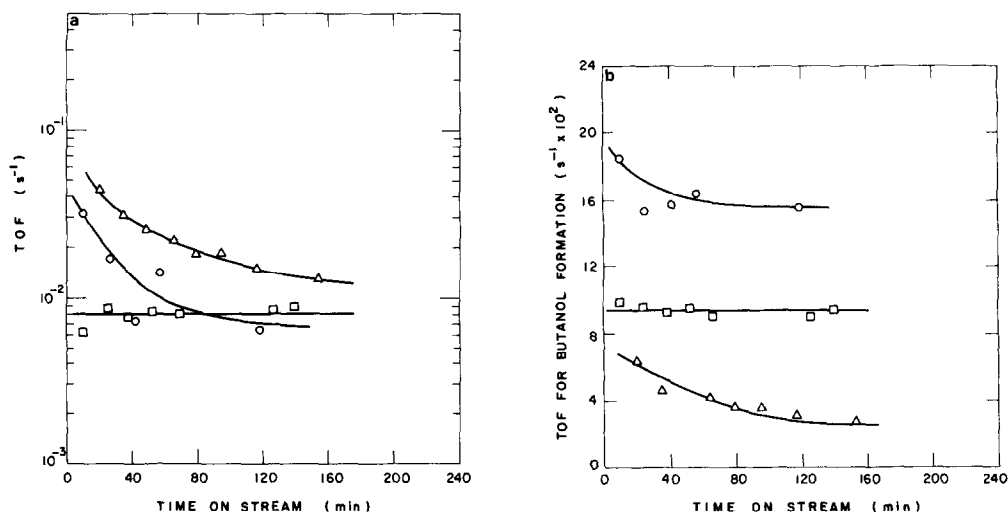 a
10⁻¹
10⁻²
10⁻³
TOF (s⁻¹)
0 40 80 120 160 200 240
TIME ON STREAM (min)
b
24
20
16
12
8
4
0
TOF FOR BUTANOL FORMATION (s⁻¹ x 10²)
0 40 80 120 160 200 240
TIME ON STREAM (min)